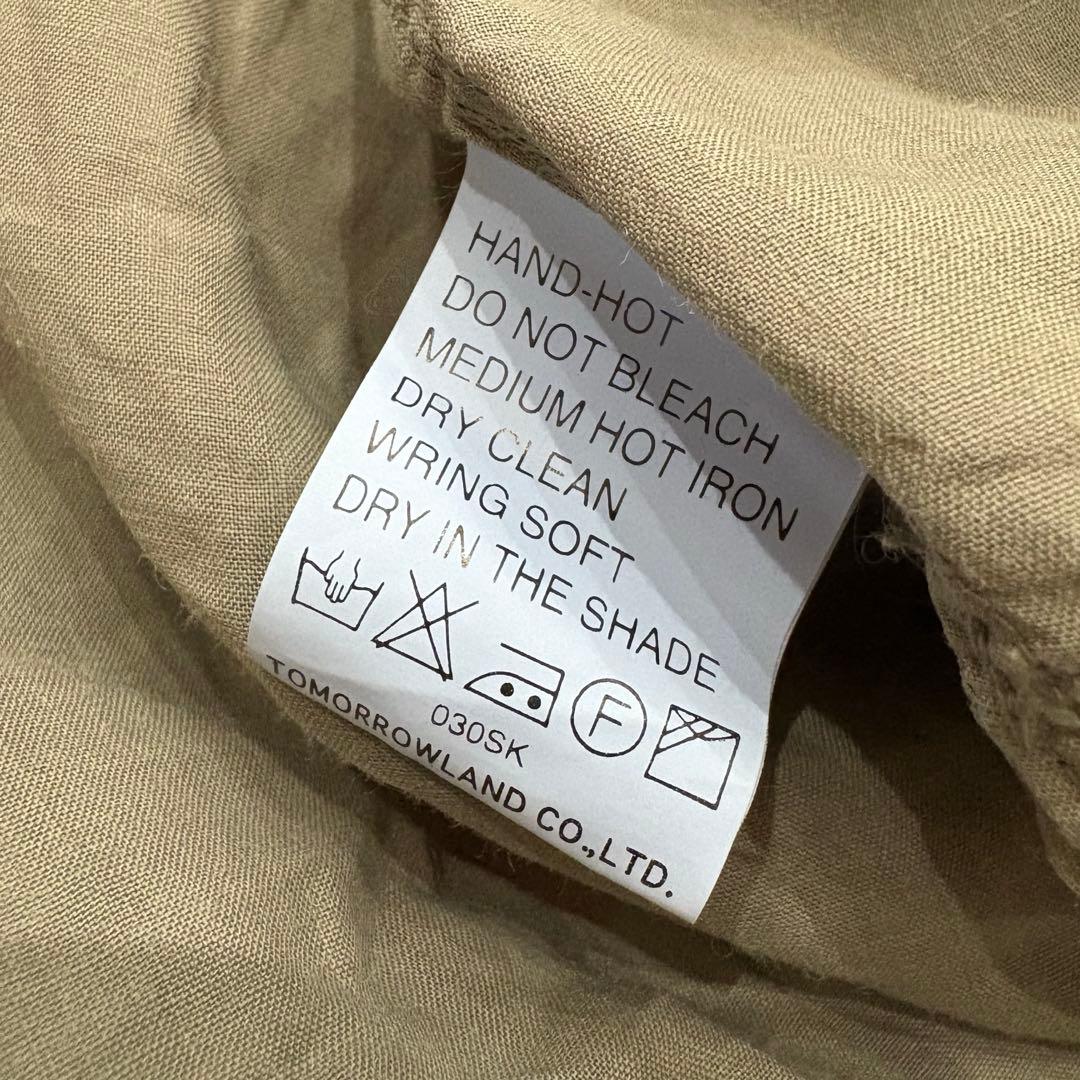 HAND-HOT
DO NOT BLEACH
MEDIUM HOT IRON
DRY CLEAN
WRING SOFT
DRY IN THE SHADE
F
030SK
TOMORROWLAND CO.,LTD.